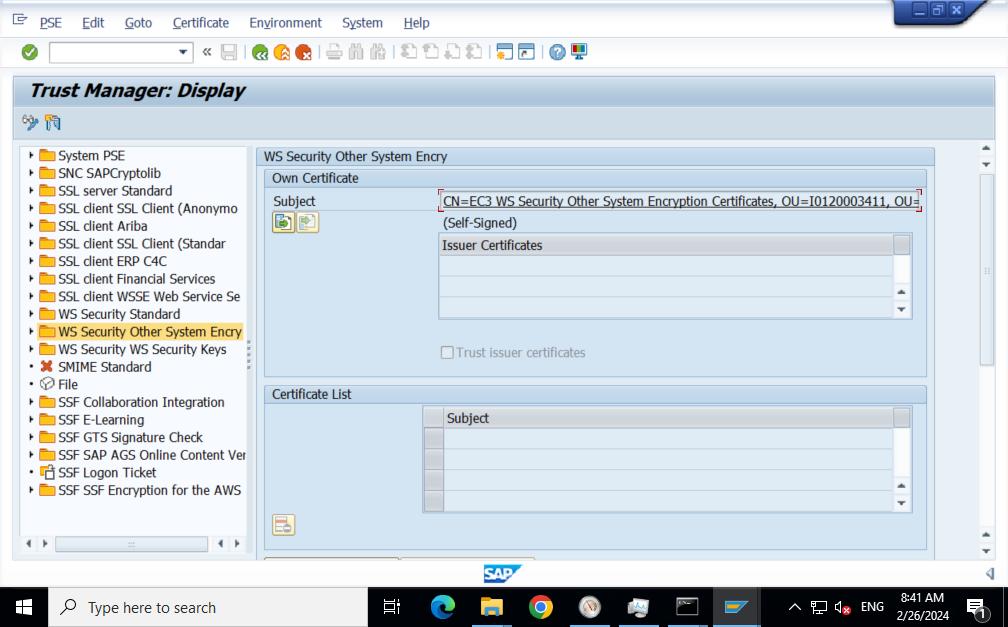 PSE Edit Goto Certificate Environment System Help
Trust Manager: Display
System PSE
SNC SAPCryptolib
SSL server Standard
SSL client SSL Client (Anonymo
SSL client Ariba
SSL client SSL Client (Standar
SSL client ERP C4C
SSL client Financial Services
SSL client WSSE Web Service Se
WS Security Standard
WS Security Other System Encry
WS Security WS Security Keys
SMIME Standard
File
SSF Collaboration Integration
SSF E-Learning
SSF GTS Signature Check
SSF SAP AGS Online Content Ver
SSF Logon Ticket
SSF SSF Encryption for the AWS
WS Security Other System Encry
Own Certificate
Subject CN=EC3 WS Security Other System Encryption Certificates, OU=I0120003411, OU=
(Self-Signed)
Issuer Certificates
Trust issuer certificates
Certificate List
Subject
SAP
Type here to search
ENG
8:41 AM
2/26/2024
1